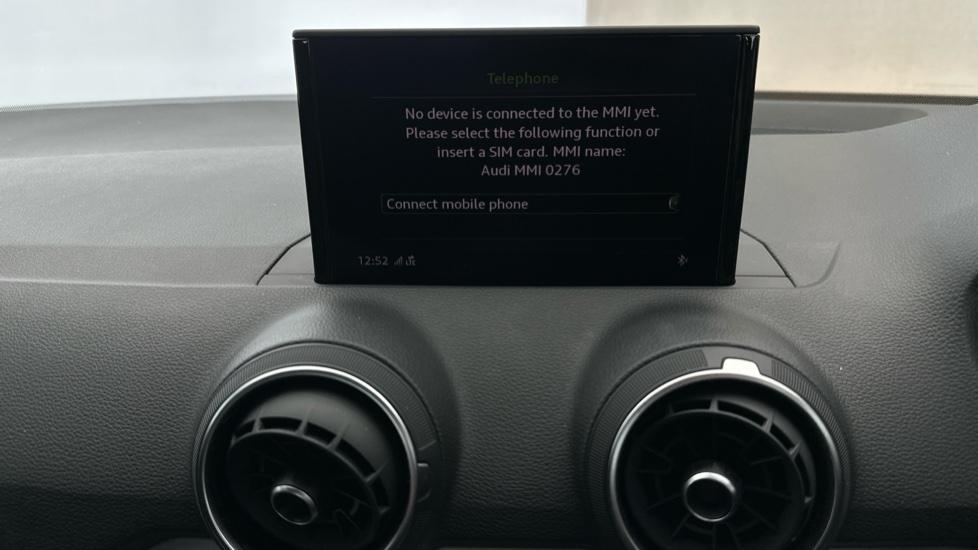 Telephone
No device is connected to the MMI yet.
Please select the following function or
insert a SIM card. MMI name:
Audi MMI 0276
Connect mobile phone
12:52 LTE